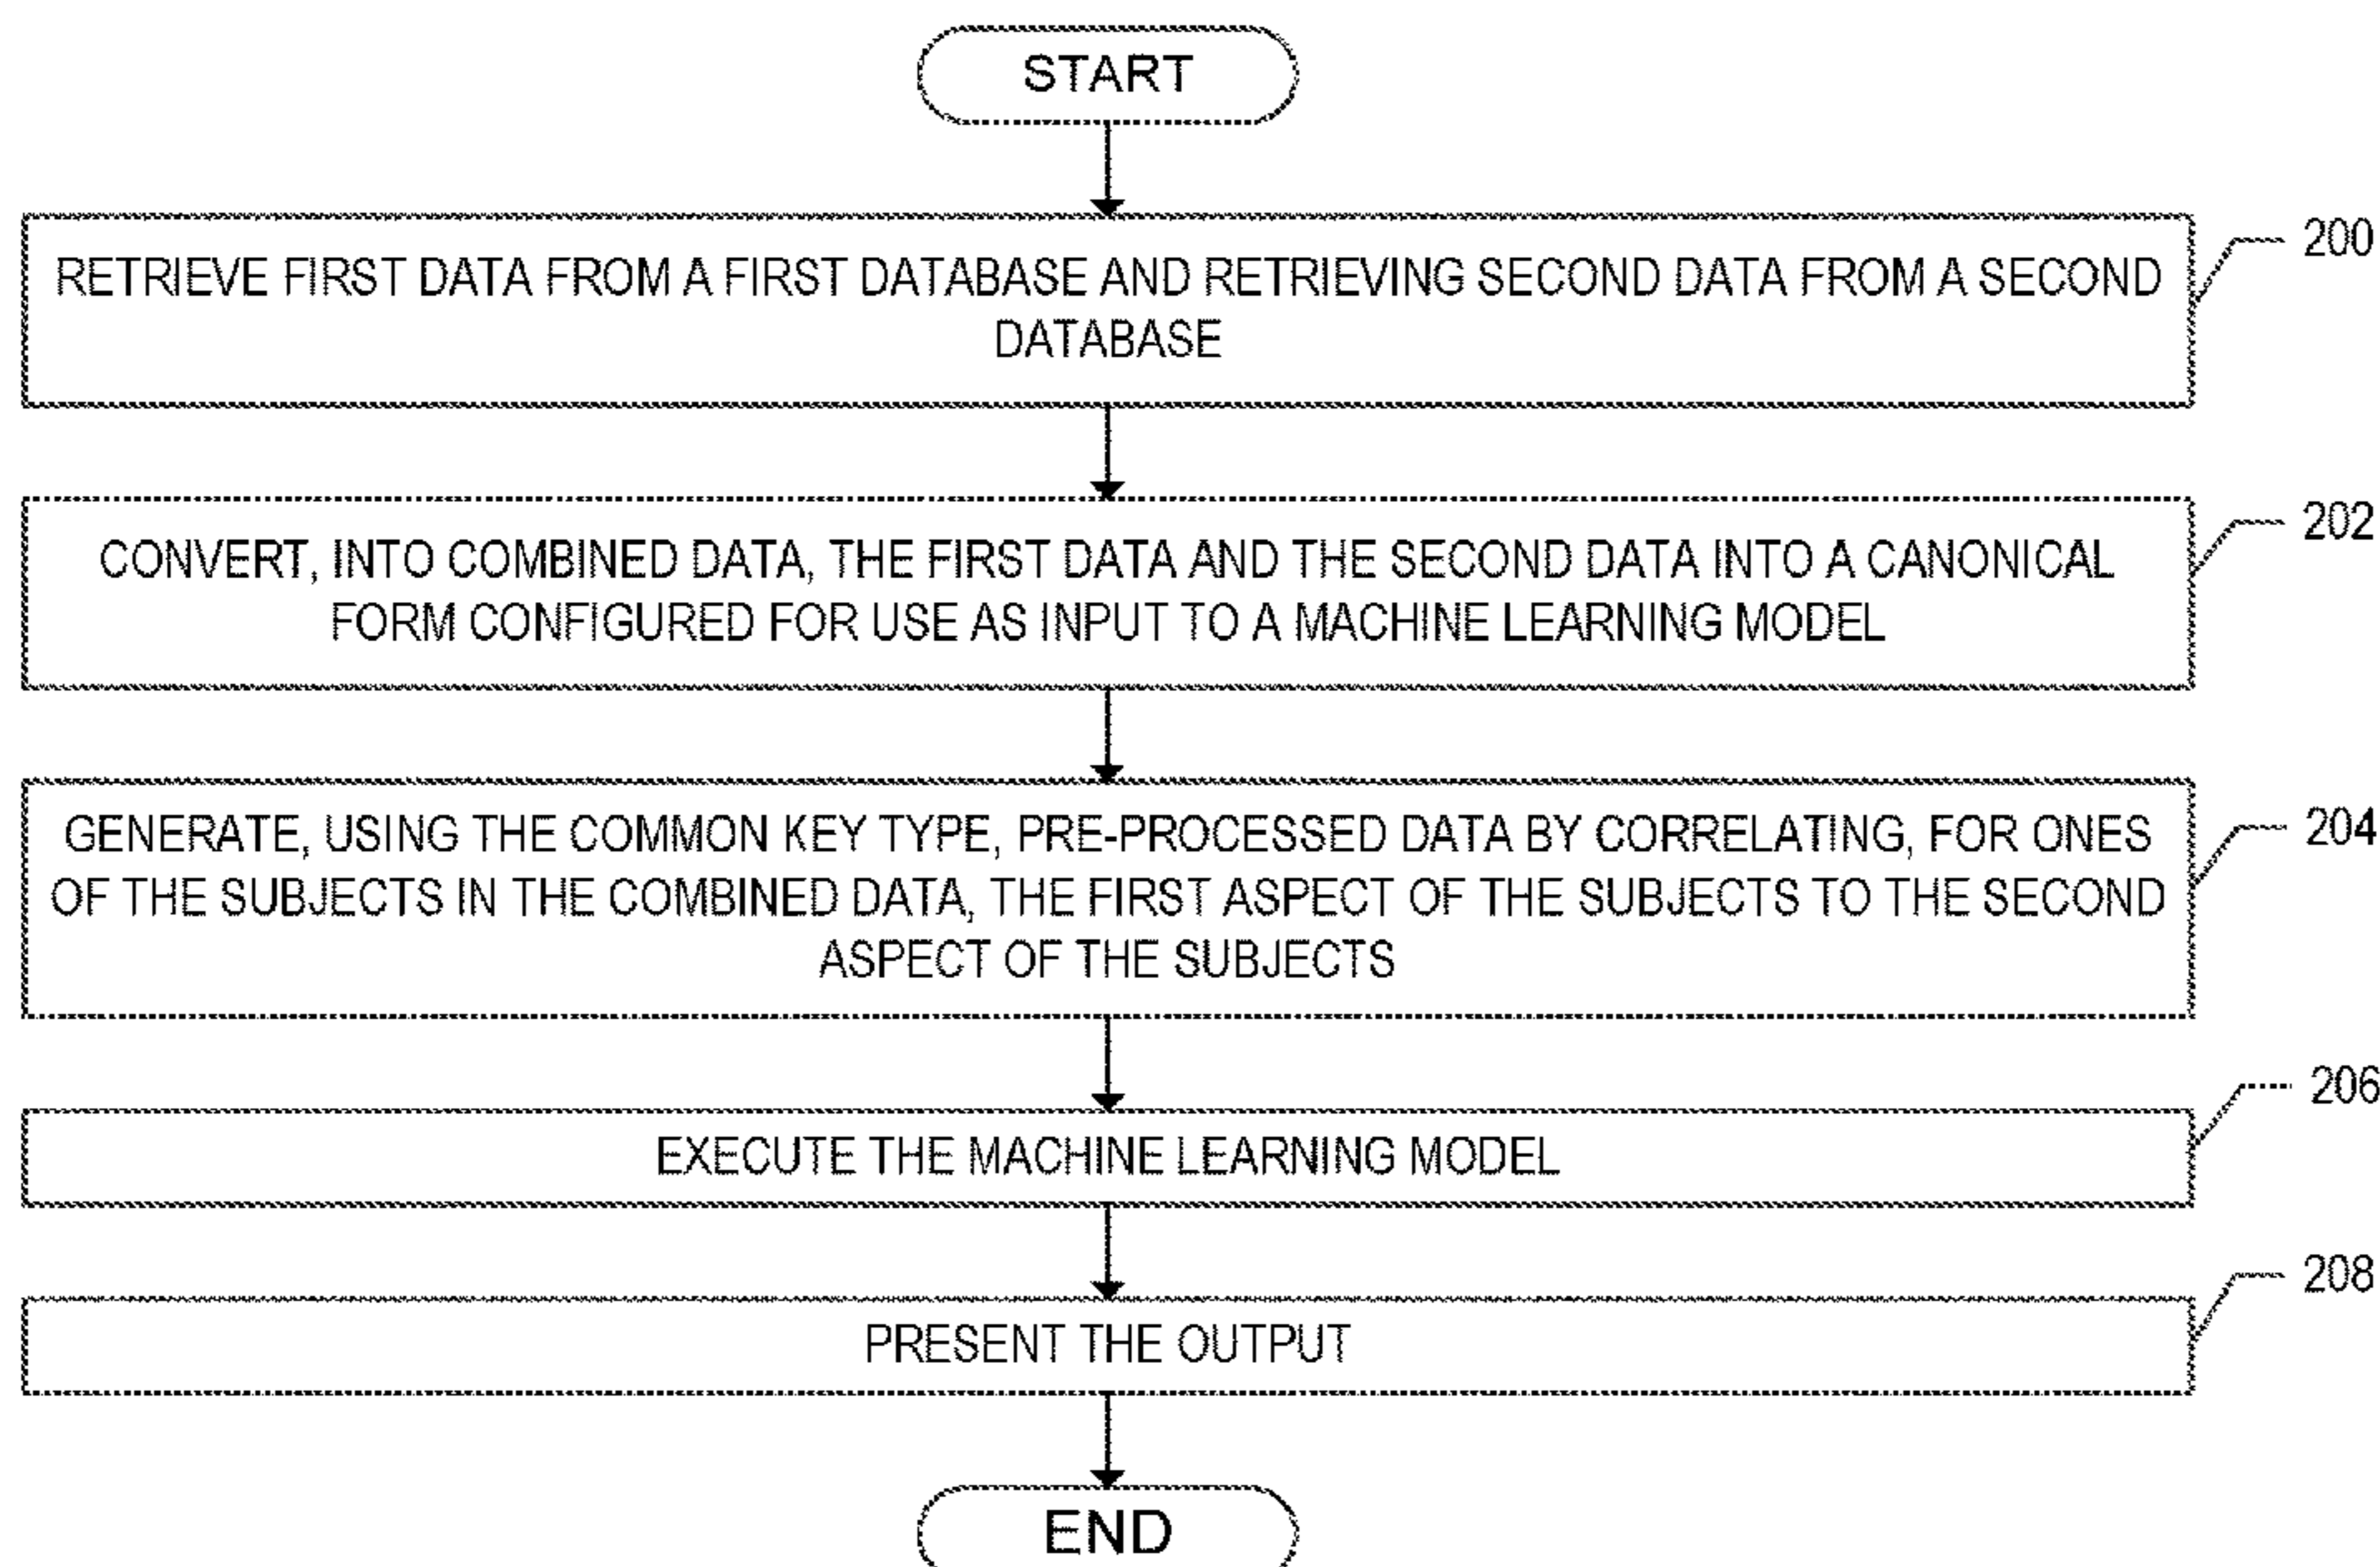 START
RETRIEVE FIRST DATA FROM A FIRST DATABASE AND RETRIEVING SECOND DATA FROM A SECOND
DATABASE
200
CONVERT, INTO COMBINED DATA, THE FIRST DATA AND THE SECOND DATA INTO A CANONICAL
FORM CONFIGURED FOR USE AS INPUT TO A MACHINE LEARNING MODEL
202
GENERATE, USING THE COMMON KEY TYPE, PRE-PROCESSED DATA BY CORRELATING, FOR ONES
OF THE SUBJECTS IN THE COMBINED DATA, THE FIRST ASPECT OF THE SUBJECTS TO THE SECOND
ASPECT OF THE SUBJECTS
204
EXECUTE THE MACHINE LEARNING MODEL
206
PRESENT THE OUTPUT
208
END